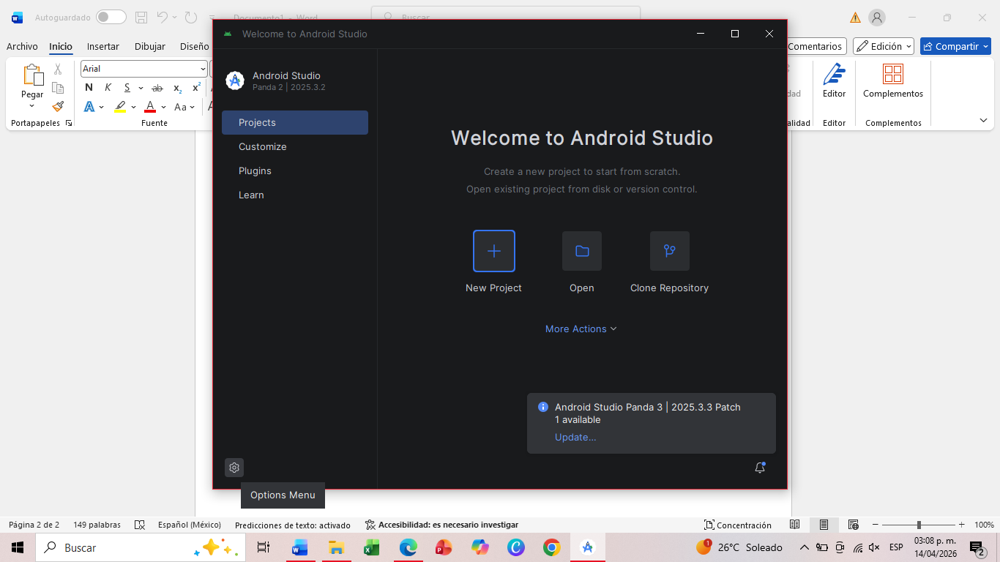 Autoguardado
Documento1 - Word
Buscar
Archivo
Inicio
Insertar
Dibujar
Diseño
Comentarios
Edición
Compartir
Pegar
Portapapeles
Arial
N K S ab x₂ x²
A A Aa
Fuente
Editor
Complementos
Editor
Complementos
Welcome to Android Studio
Android Studio
Panda 2 | 2025.3.2
Projects
Customize
Plugins
Learn
Welcome to Android Studio
Create a new project to start from scratch.
Open existing project from disk or version control.
New Project
Open
Clone Repository
More Actions
Android Studio Panda 3 | 2025.3.3 Patch
1 available
Update...
Options Menu
Página 2 de 2
149 palabras
Español (México)
Predicciones de texto: activado
Accesibilidad: es necesario investigar
Concentración
100%
Buscar
1
26°C Soleado
ESP
03:08 p. m.
14/04/2026
2